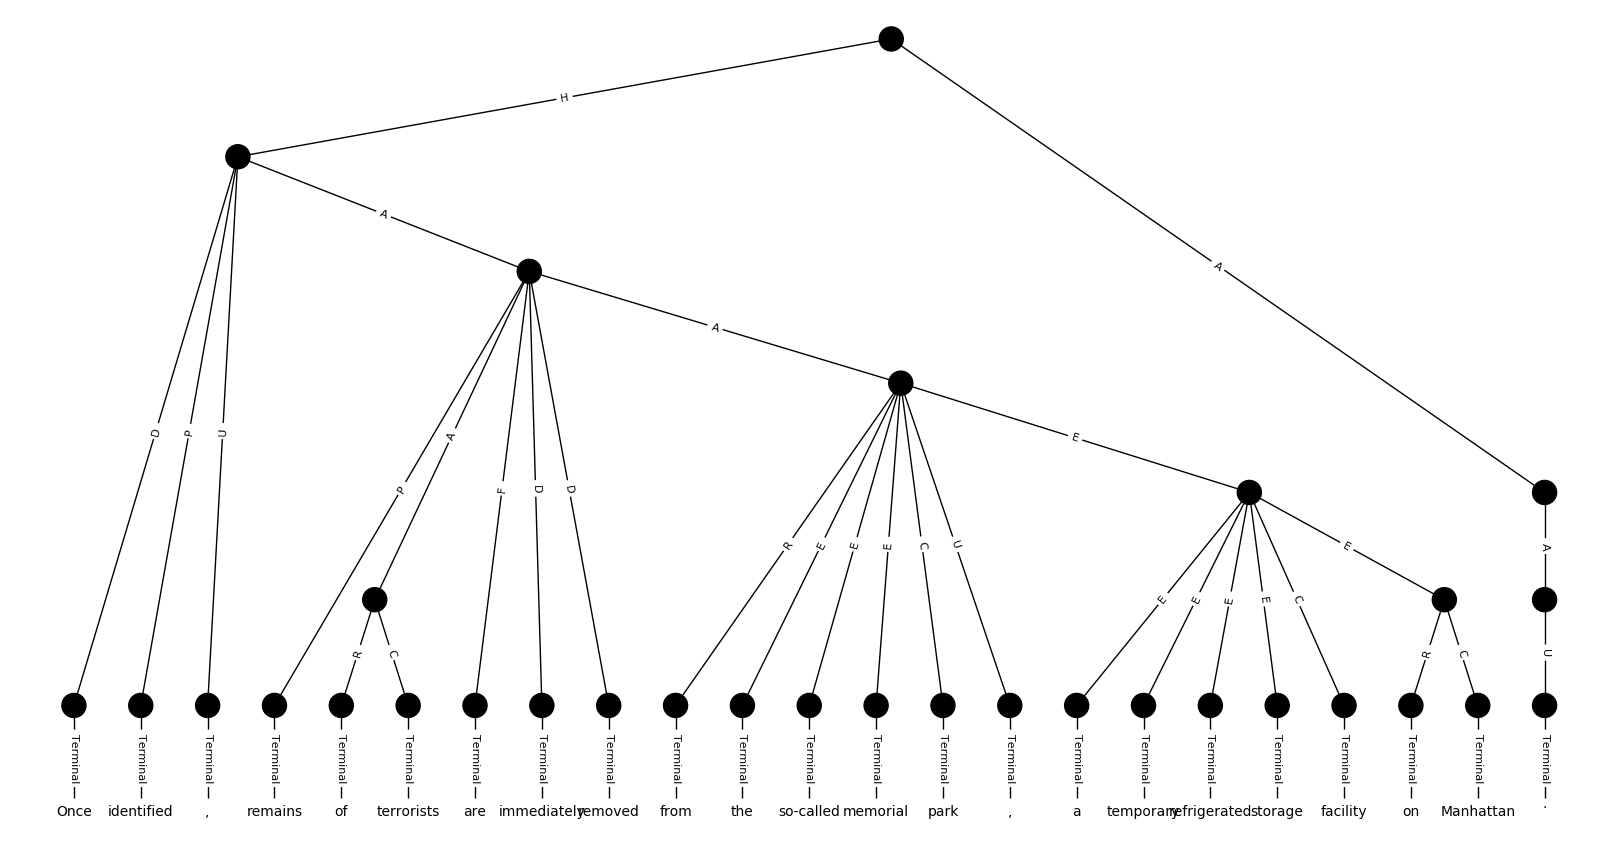 H
A
A
A
D
P
U
A
E
P
F
D
D
R
E
E
E
C
U
E
A
E
E
E
E
C
R
C
R
C
U
Terminal Terminal Terminal Terminal Terminal Terminal Terminal Terminal Terminal Terminal Terminal Terminal Terminal Terminal Terminal Terminal Terminal Terminal Terminal Terminal Terminal Terminal Terminal
Once identified , remains of terrorists are immediately removed from the so-called memorial park , a temporary refrigerated storage facility on Manhattan .